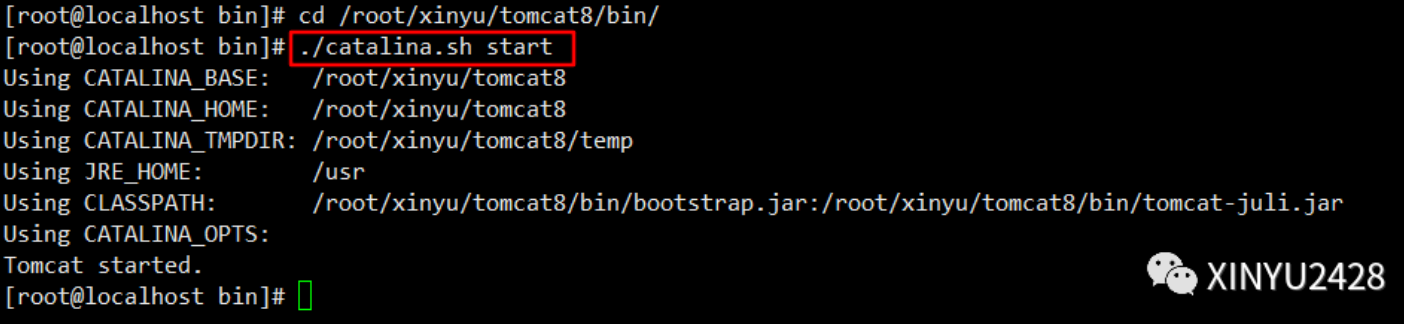 [root@localhost bin]# cd /root/xinyu/tomcat8/bin/
[root@localhost bin]# ./catalina.sh start
Using CATALINA_BASE:   /root/xinyu/tomcat8
Using CATALINA_HOME:   /root/xinyu/tomcat8
Using CATALINA_TMPDIR: /root/xinyu/tomcat8/temp
Using JRE_HOME:        /usr
Using CLASSPATH:       /root/xinyu/tomcat8/bin/bootstrap.jar:/root/xinyu/tomcat8/bin/tomcat-juli.jar
Using CATALINA_OPTS:
Tomcat started.
[root@localhost bin]#
XINYU2428